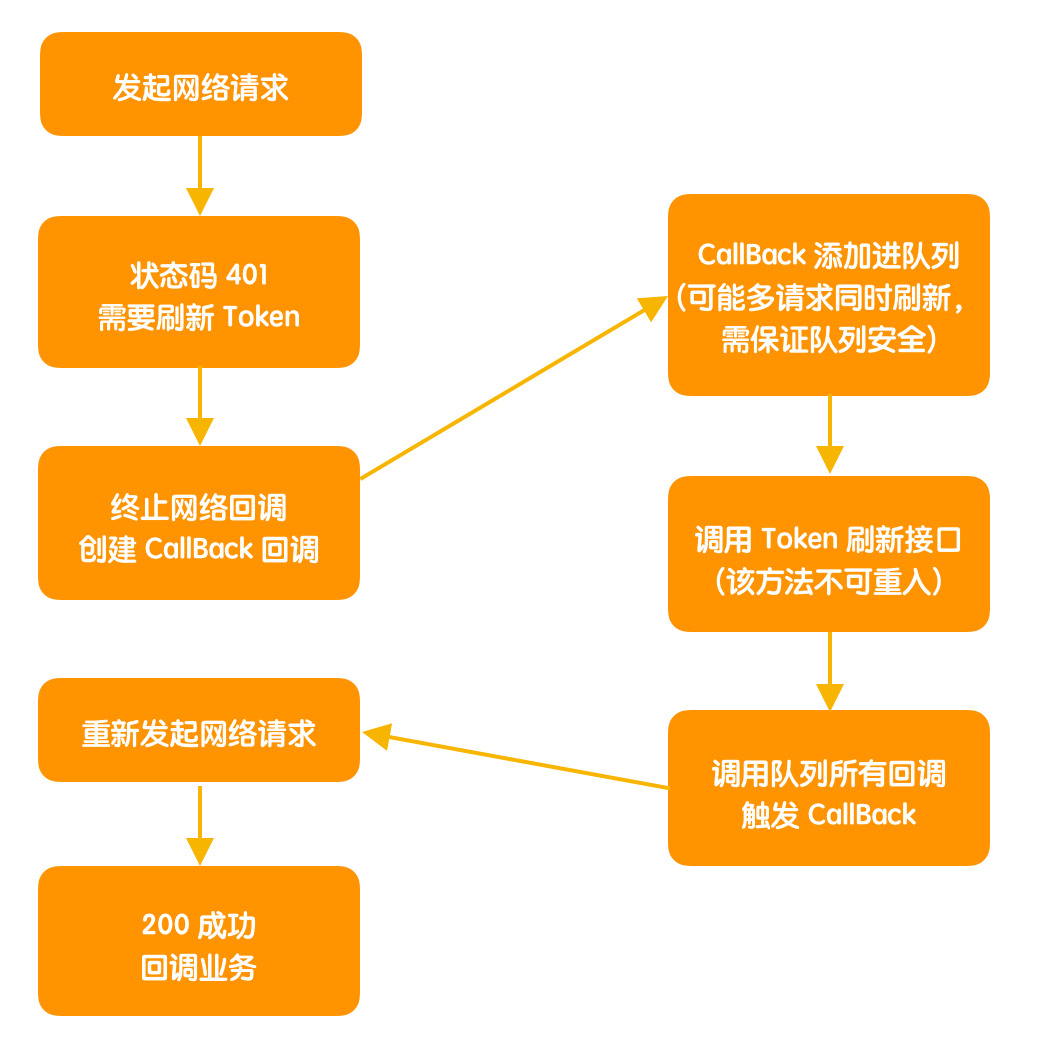 发起网络请求
状态码 401
需要刷新 Token
终止网络回调
创建 CallBack 回调
CallBack 添加进队列
(可能多请求同时刷新，
需保证队列安全)
调用 Token 刷新接口
(该方法不可重入)
调用队列所有回调
触发 CallBack
重新发起网络请求
200 成功
回调业务